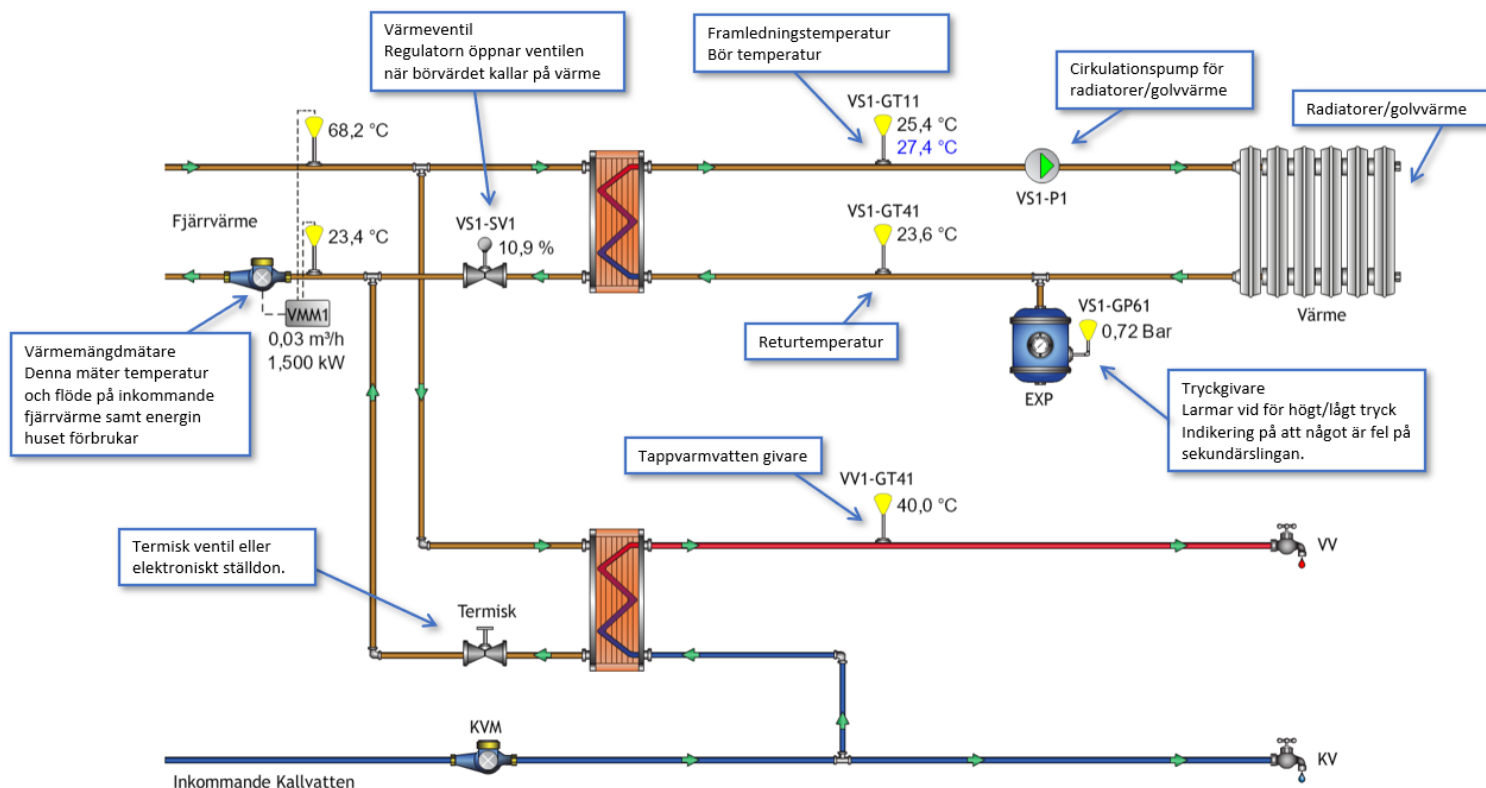 Värmeventil
Regulatorn öppnar ventilen
när börvärdet kallar på värme
Framledningstemperatur
Bör temperatur
Cirkulationspump för
radiatorer/golvvärme
Radiatorer/golvvärme
68,2 °C
VS1-GT11
25,4 °C
27,4 °C
VS1-P1
Fjärrvärme
23,4 °C
VS1-SV1
10,9 %
VS1-GT41
23,6 °C
VMM1
0,03 m³/h
1,500 kW
Värmemängdmätare
Denna mäter temperatur
och flöde på inkommande
fjärrvärme samt energin
huset förbrukar
Returtemperatur
VS1-GP61
0,72 Bar
EXP
Värme
Tryckgivare
Larmar vid för högt/lågt tryck
Indikering på att något är fel på
sekundärslingan.
Tappvarmvatten givare
VV1-GT41
40,0 °C
VV
Termisk ventil eller
elektroniskt ställdon.
Termisk
KVM
KV
Inkommande Kallvatten